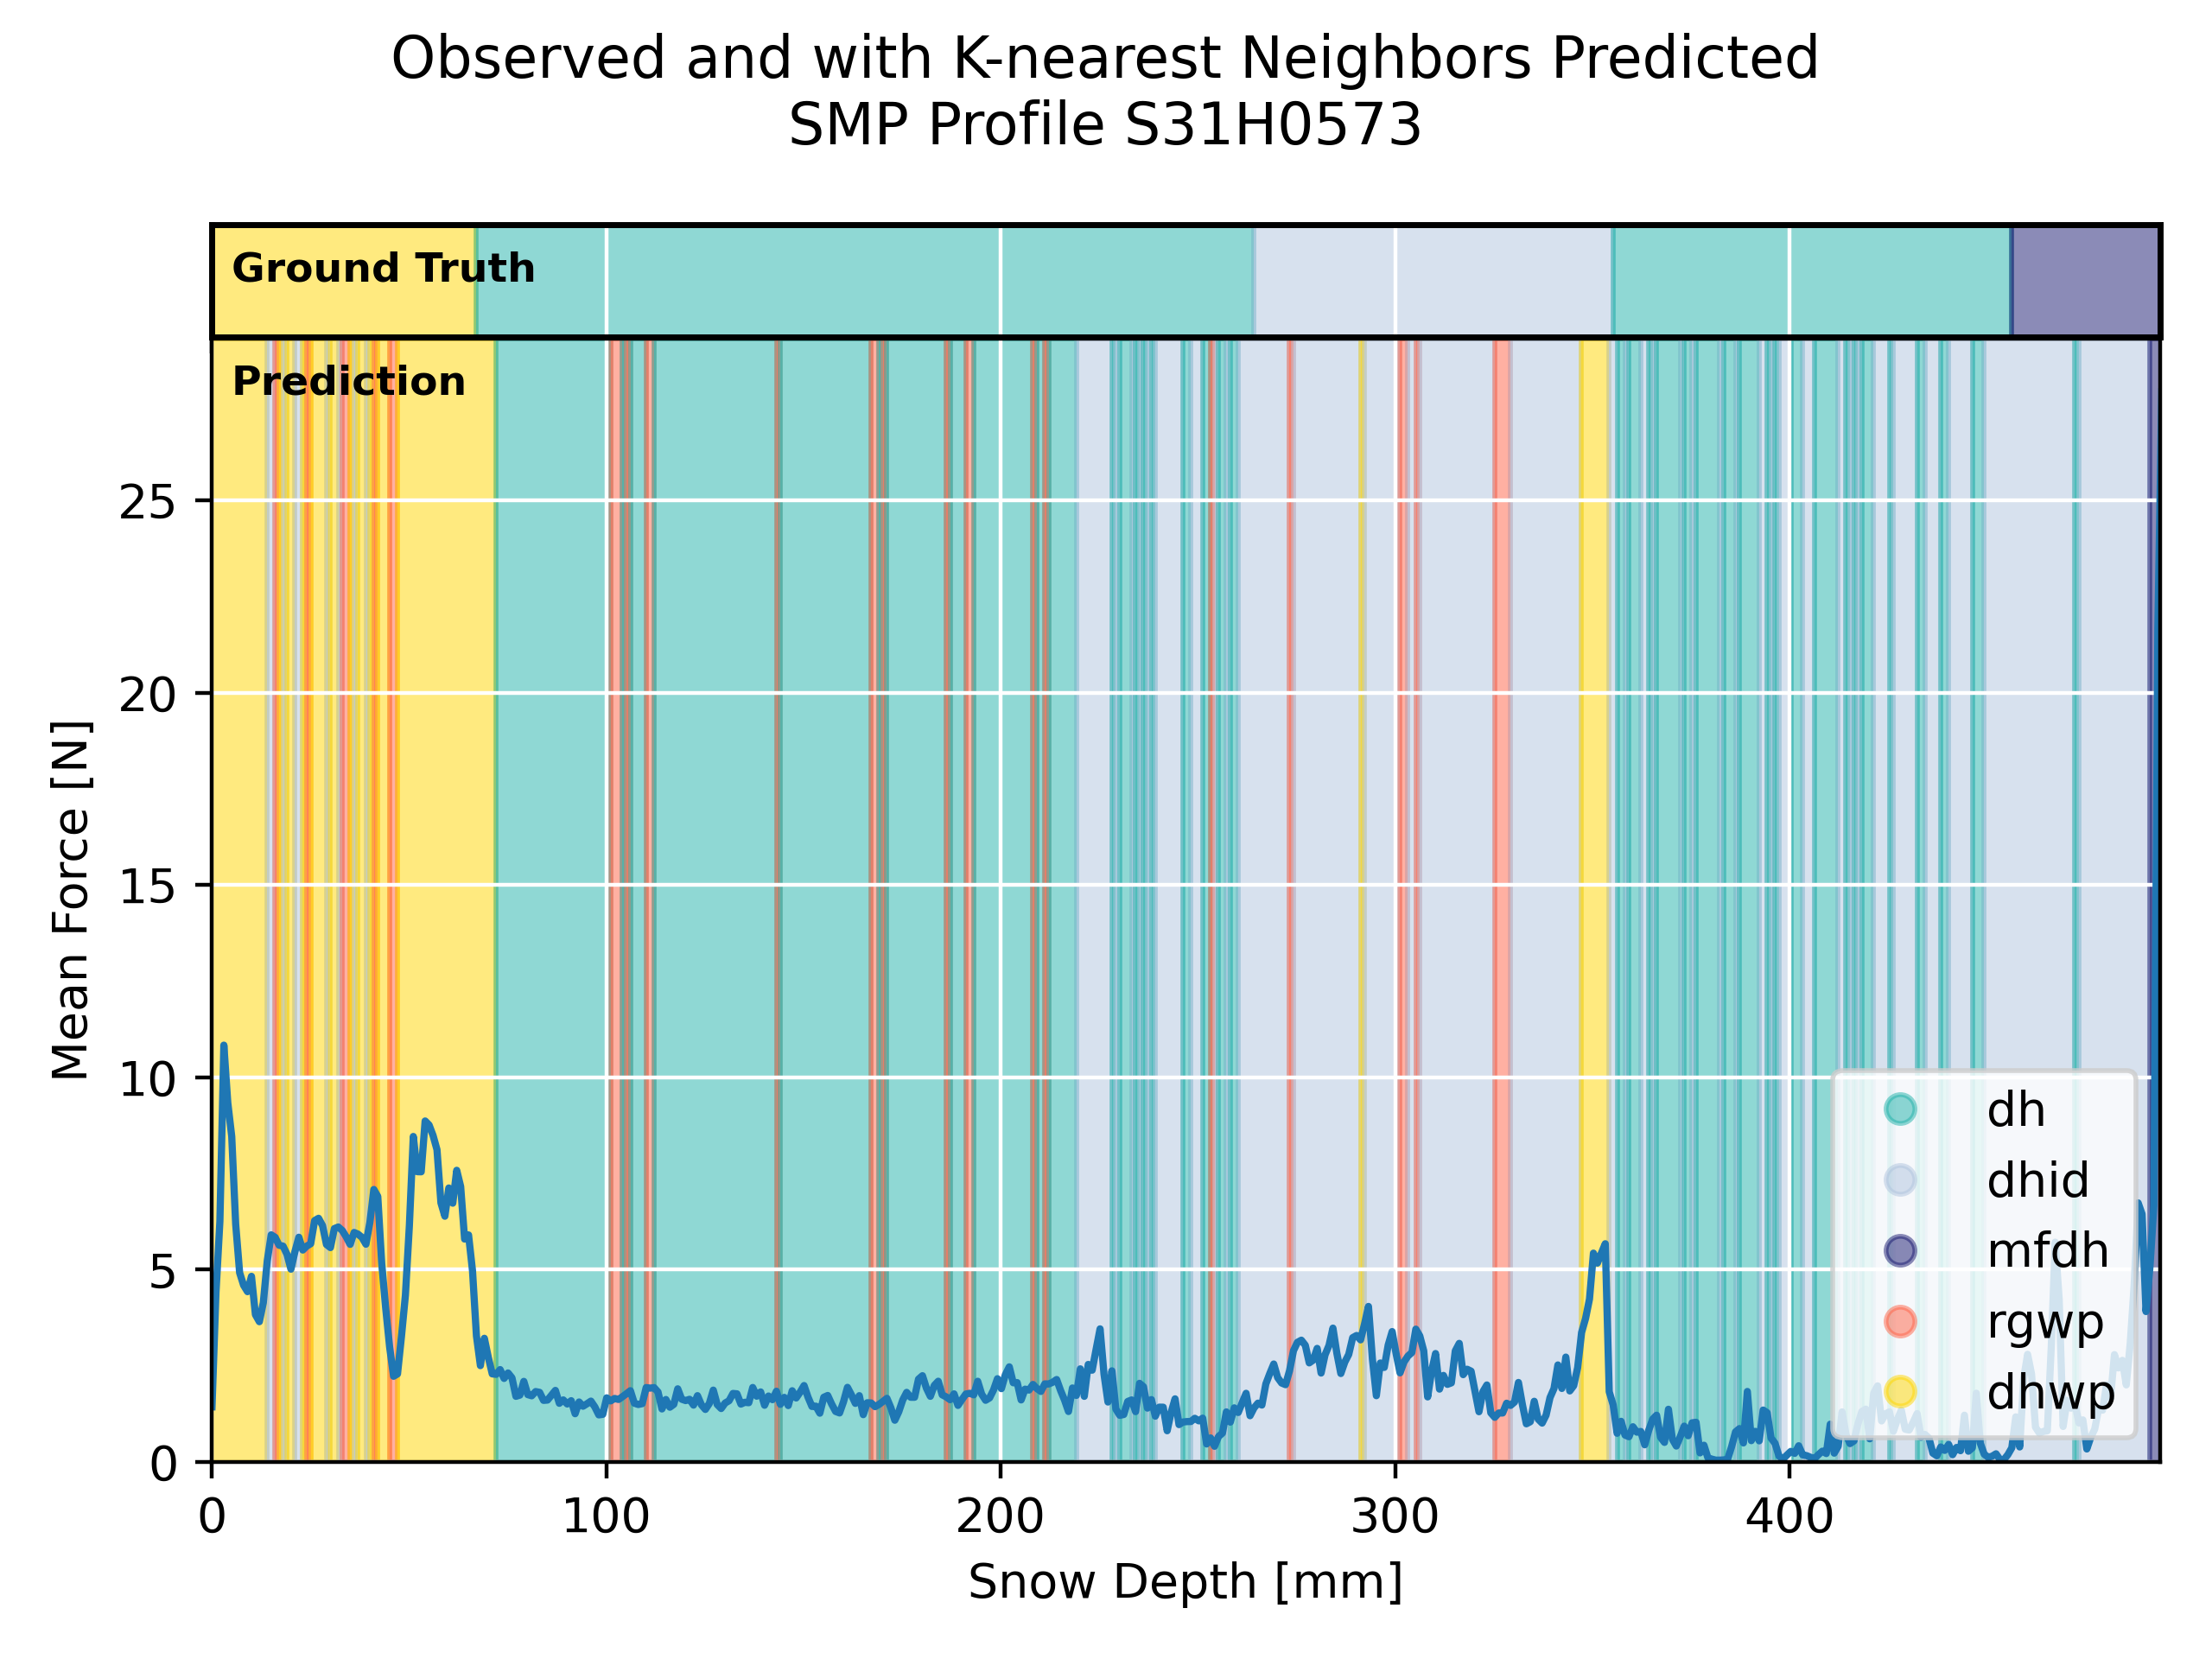 Observed and with K-nearest Neighbors Predicted
SMP Profile S31H0573
Ground Truth
Prediction
25
20
15
10
5
0
Mean Force [N]
0 100 200 300 400
Snow Depth [mm]
dh
dhid
mfdh
rgwp
dhwp